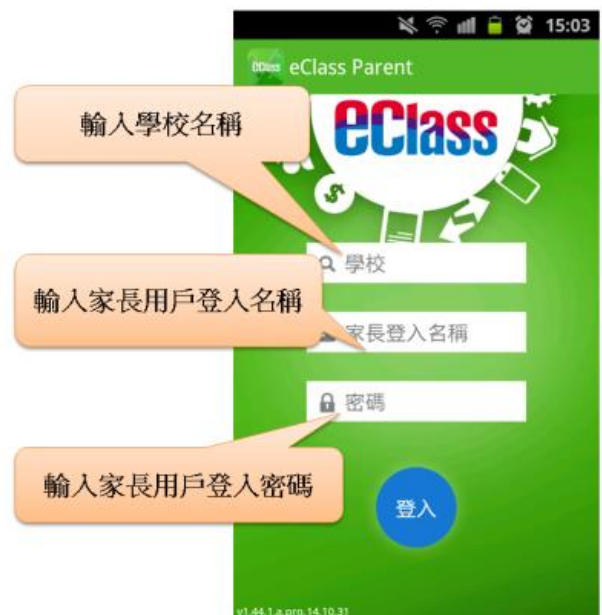 15:03
eClass eClass Parent
eClass
輸入學校名稱
學校
輸入家長用戶登入名稱
家長登入名稱
密碼
輸入家長用戶登入密碼
登入
v1.44.1.a.pro.14.10.31